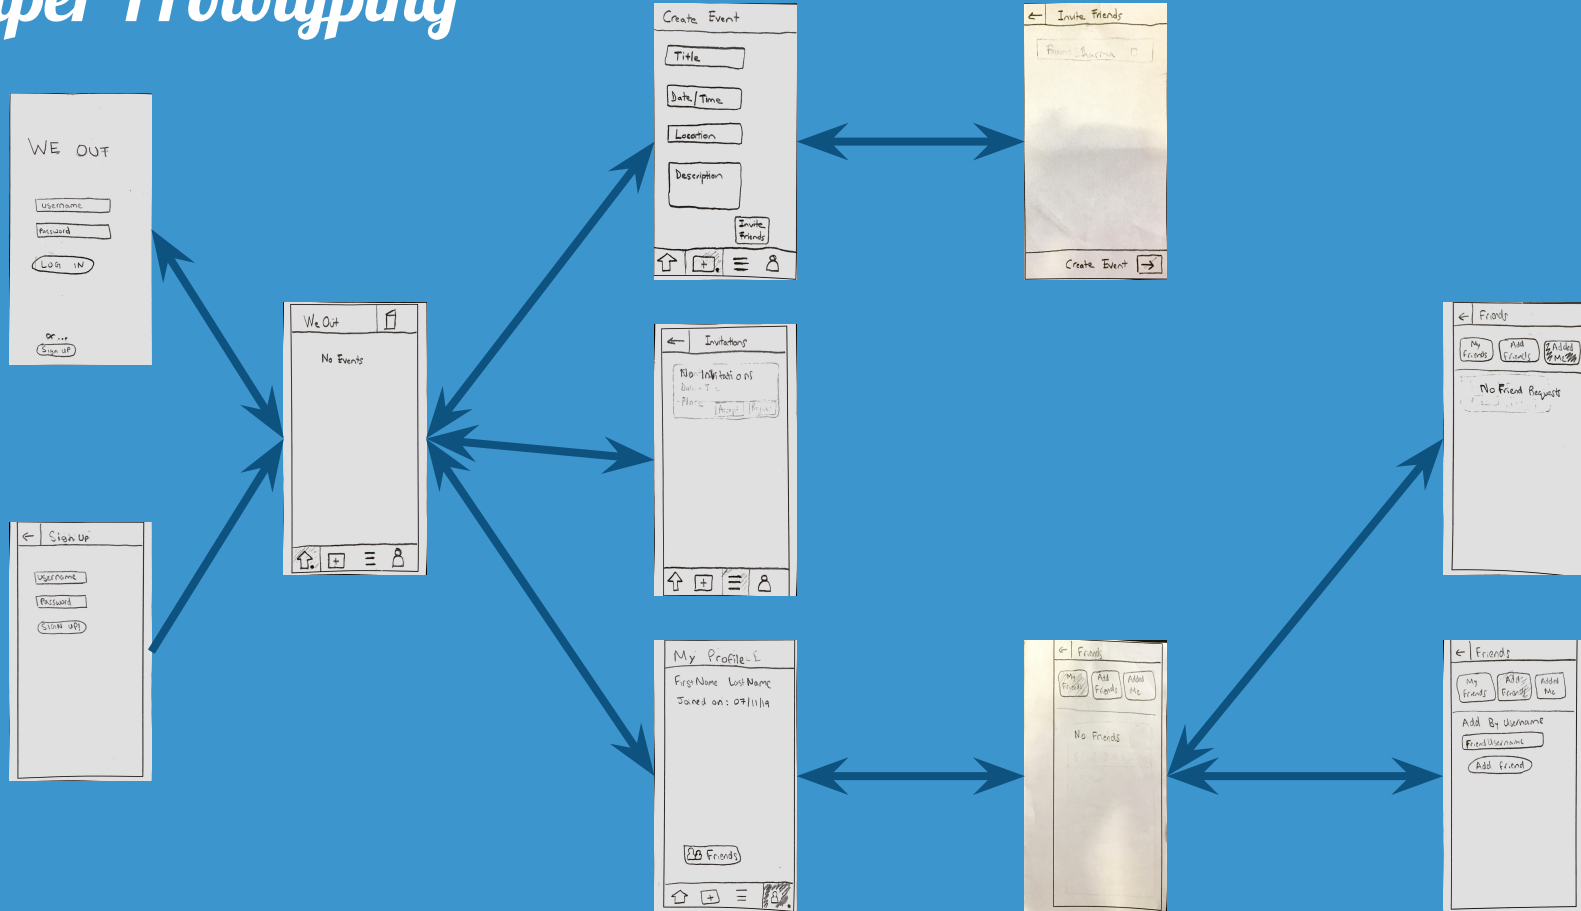 Prototyping
WE OUT
username
Password
LOG IN
or...
Sign UP
Sign Up
username
Password
SIGN UP!
We Out
No Events
Create Event
Title
Date/Time
Location
Description
Invite
Friends
Invitations
No Invitations
Place
Accept
My Profile
First Name Last Name
Joined on: 07/11/19
Friends
Invite Friends
Create Event
Friends
My
Friends
Add
Friends
Added
Me
No Friends
Friends
My
Friends
Add
Friends
Added
Me
No Friend Requests
Friends
My
Friends
Add
Friends
Added
Me
Add By Username
Friend Username
Add Friend